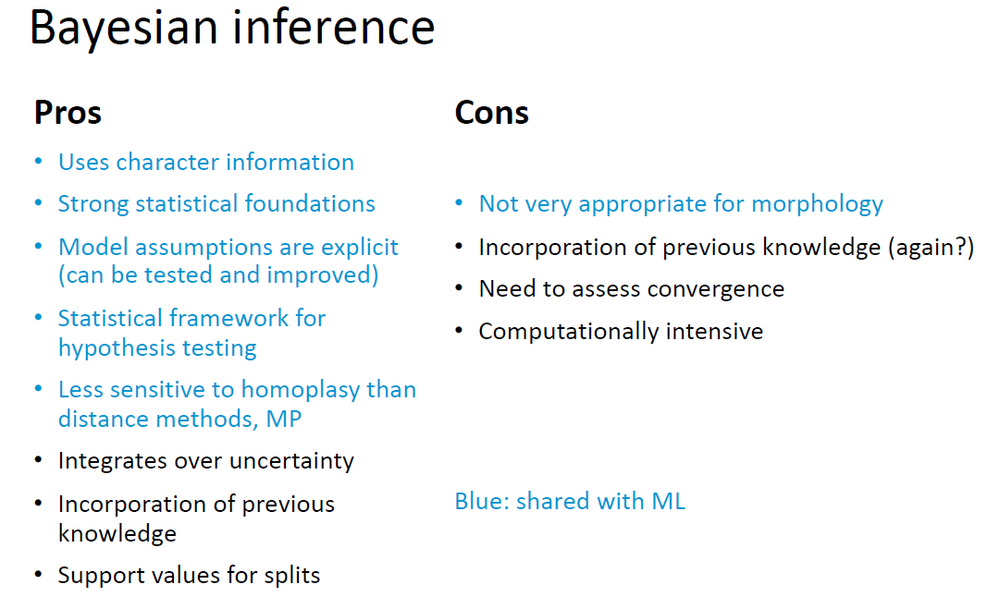 Bayesian inference
Pros
• Uses character information
• Strong statistical foundations
• Model assumptions are explicit
(can be tested and improved)
• Statistical framework for
hypothesis testing
• Less sensitive to homoplasy than
distance methods, MP
• Integrates over uncertainty
• Incorporation of previous
knowledge
• Support values for splits
Cons
• Not very appropriate for morphology
• Incorporation of previous knowledge (again?)
• Need to assess convergence
• Computationally intensive
Blue: shared with ML